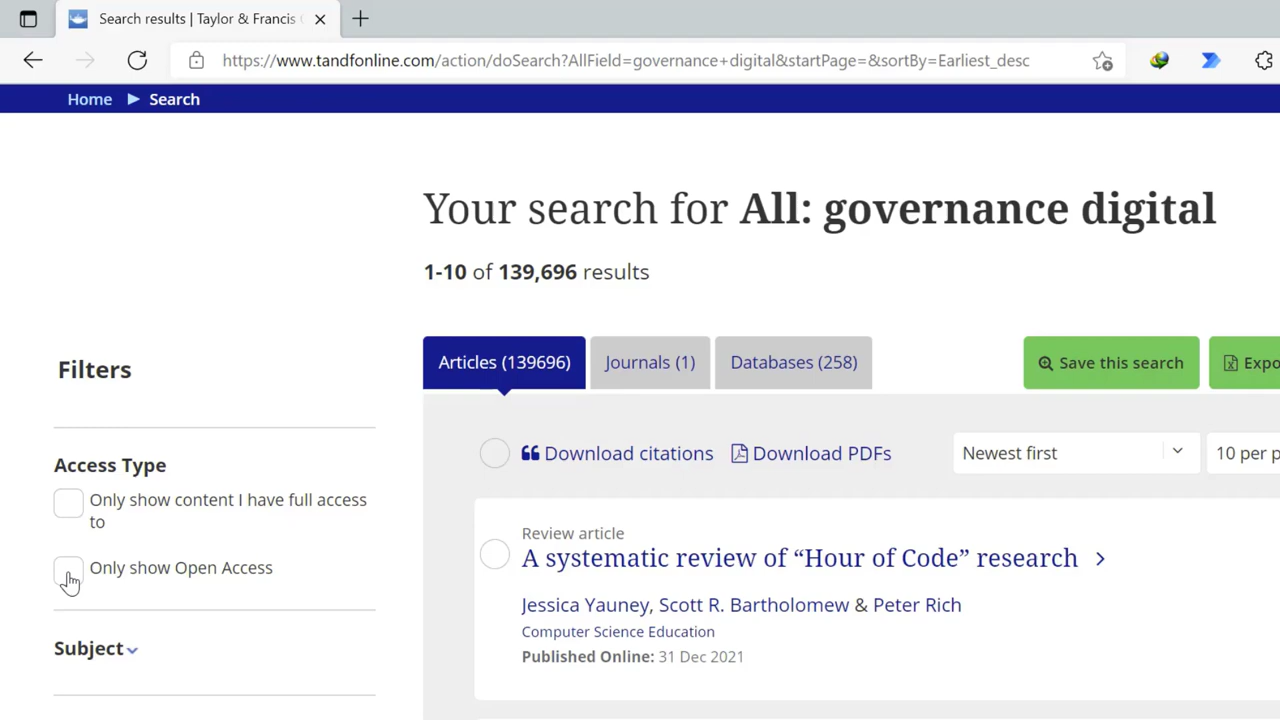 Search results | Taylor & Francis
https://www.tandfonline.com/action/doSearch?AllField=governance+digital&startPage=&sortBy=Earliest_desc
Home ▶ Search
Your search for All: governance digital
1-10 of 139,696 results
Filters
Articles (139696)
Journals (1)
Databases (258)
Save this search
Expo
Download citations
Download PDFs
Newest first
10 per p
Access Type
Only show content I have full access
to
Only show Open Access
Subject
Review article
A systematic review of “Hour of Code” research
Jessica Yauney, Scott R. Bartholomew & Peter Rich
Computer Science Education
Published Online: 31 Dec 2021